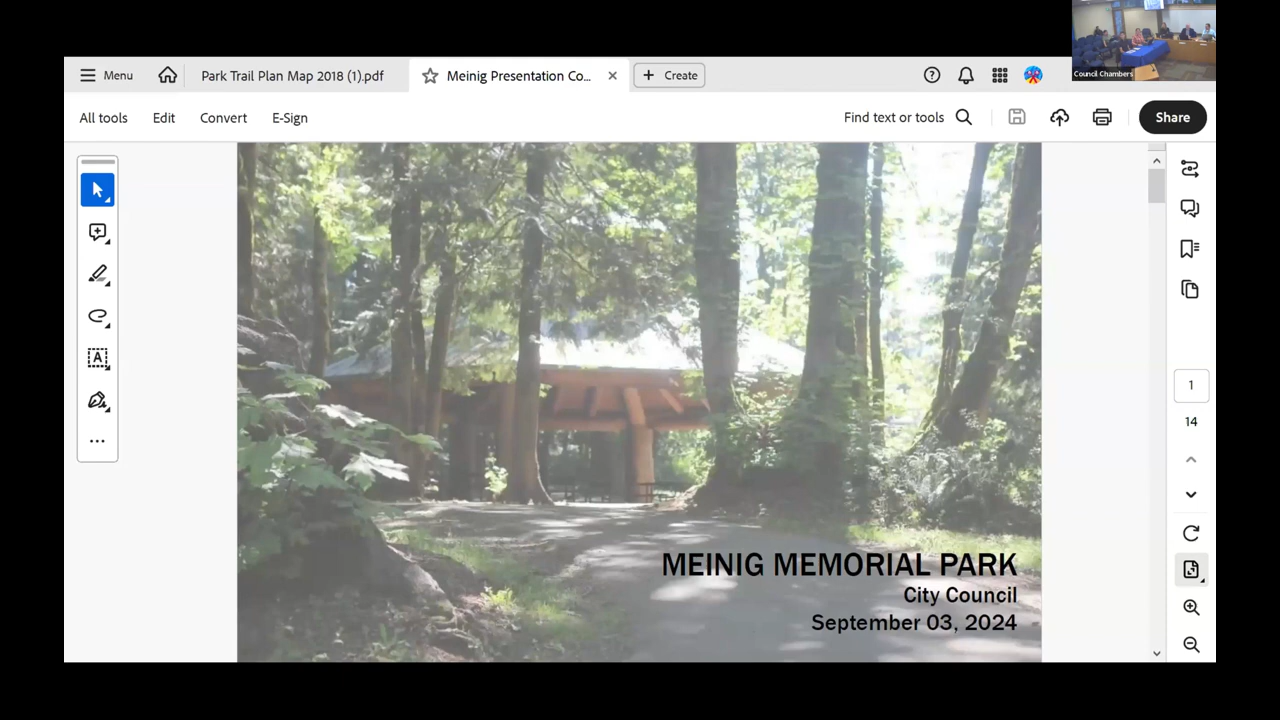 Menu
Park Trail Plan Map 2018 (1).pdf
Meinig Presentation Co...
Create
Council Chambers
All tools
Edit
Convert
E-Sign
Find text or tools
Share
A
1
14
MEINIG MEMORIAL PARK
City Council
September 03, 2024